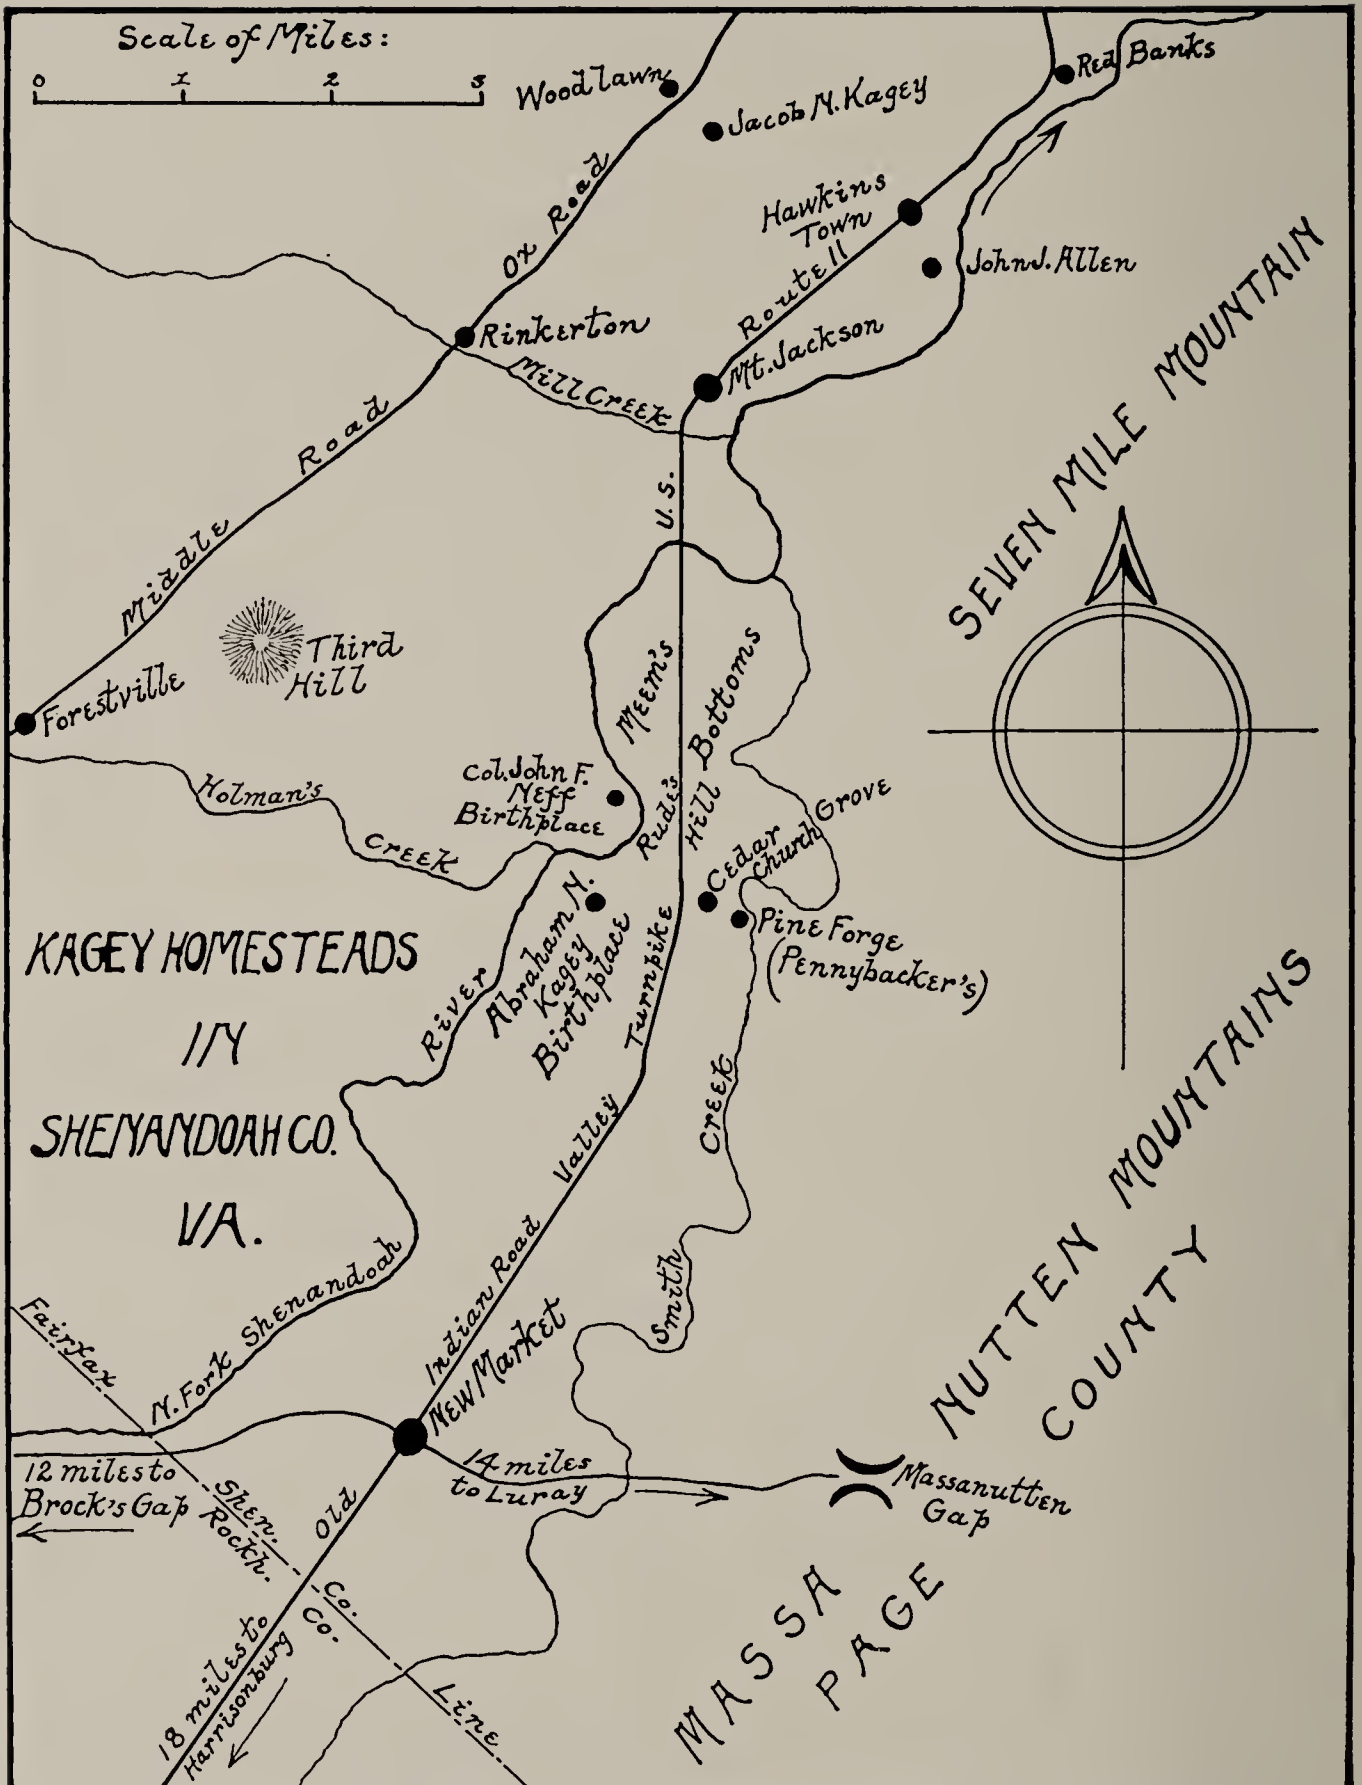 Scale of Miles:
0 1 2 3
Woodlawn
Red Banks
Jacob N. Kagey
Ox Road
Hawkins
Town
John J. Allen
Route 11
Rinkerton
Mt. Jackson
Mill Creek
SEVEN MILE MOUNTAIN
Middle Road
U.S.
Third
Hill
Forestville
Meem's
Bottoms
Holman's
Creek
Col. John F.
Neff
Birthplace
Rude's
Hill
Cedar Grove
Church
Pine Forge
(Pennybacker's)
Abraham N.
Kagey
Birthplace
KAGEY HOMESTEADS
IN
SHENANDOAH CO.
VA.
River
Turnpike
Creek
Valley
Smith
Indian Road
N. Fork Shenandoah
New Market
Fairfax
12 miles to
Brock's Gap
14 miles
to Luray
Massanutten
Gap
Shen.
Rockh.
Old
Co.
Co.
Line
18 miles to
Harrisonburg
MASSA NUTTEN MOUNTAINS
PAGE COUNTY